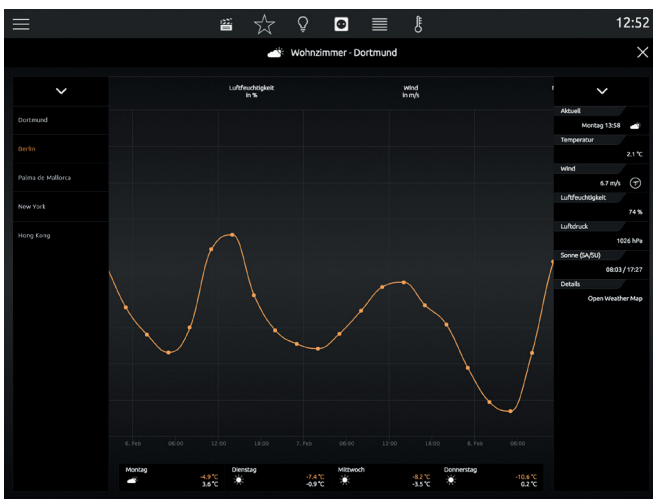 12:52
Wohnzimmer - Dortmund
Dortmund
Berlin
Palma de Mallorca
New York
Hong Kong
Luftfeuchtigkeit
in %
Wind
in m/s
Aktuell
Montag 13:58
Temperatur
2.1 °C
Wind
6.7 m/s
Luftfeuchtigkeit
74 %
Luftdruck
1026 hPa
Sonne (SA/SU)
08:03 / 17:27
Details
Open Weather Map
6. Feb 06:00 12:00 18:00 7. Feb 06:00 12:00 18:00 8. Feb 06:00
Montag
-4.9 °C
3.6 °C
Dienstag
-7.4 °C
-0.9 °C
Mittwoch
-8.2 °C
-3.5 °C
Donnerstag
-10.6 °C
0.2 °C